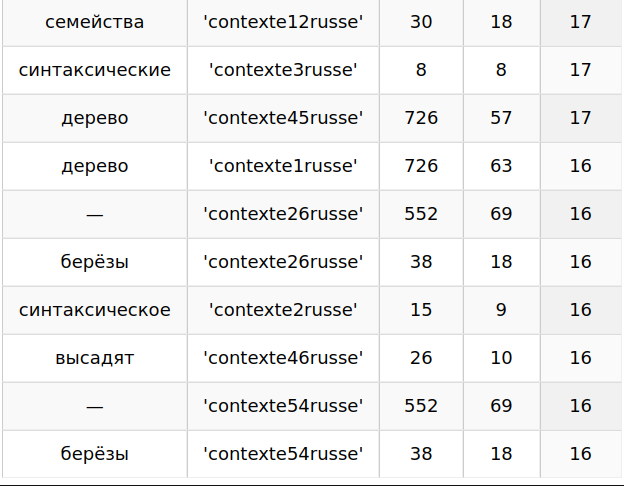 семейства 'contexte12russe' 30 18 17
синтаксические 'contexte3russe' 8 8 17
дерево 'contexte45russe' 726 57 17
дерево 'contexte1russe' 726 63 16
— 'contexte26russe' 552 69 16
берёзы 'contexte26russe' 38 18 16
синтаксическое 'contexte2russe' 15 9 16
высадят 'contexte46russe' 26 10 16
— 'contexte54russe' 552 69 16
берёзы 'contexte54russe' 38 18 16